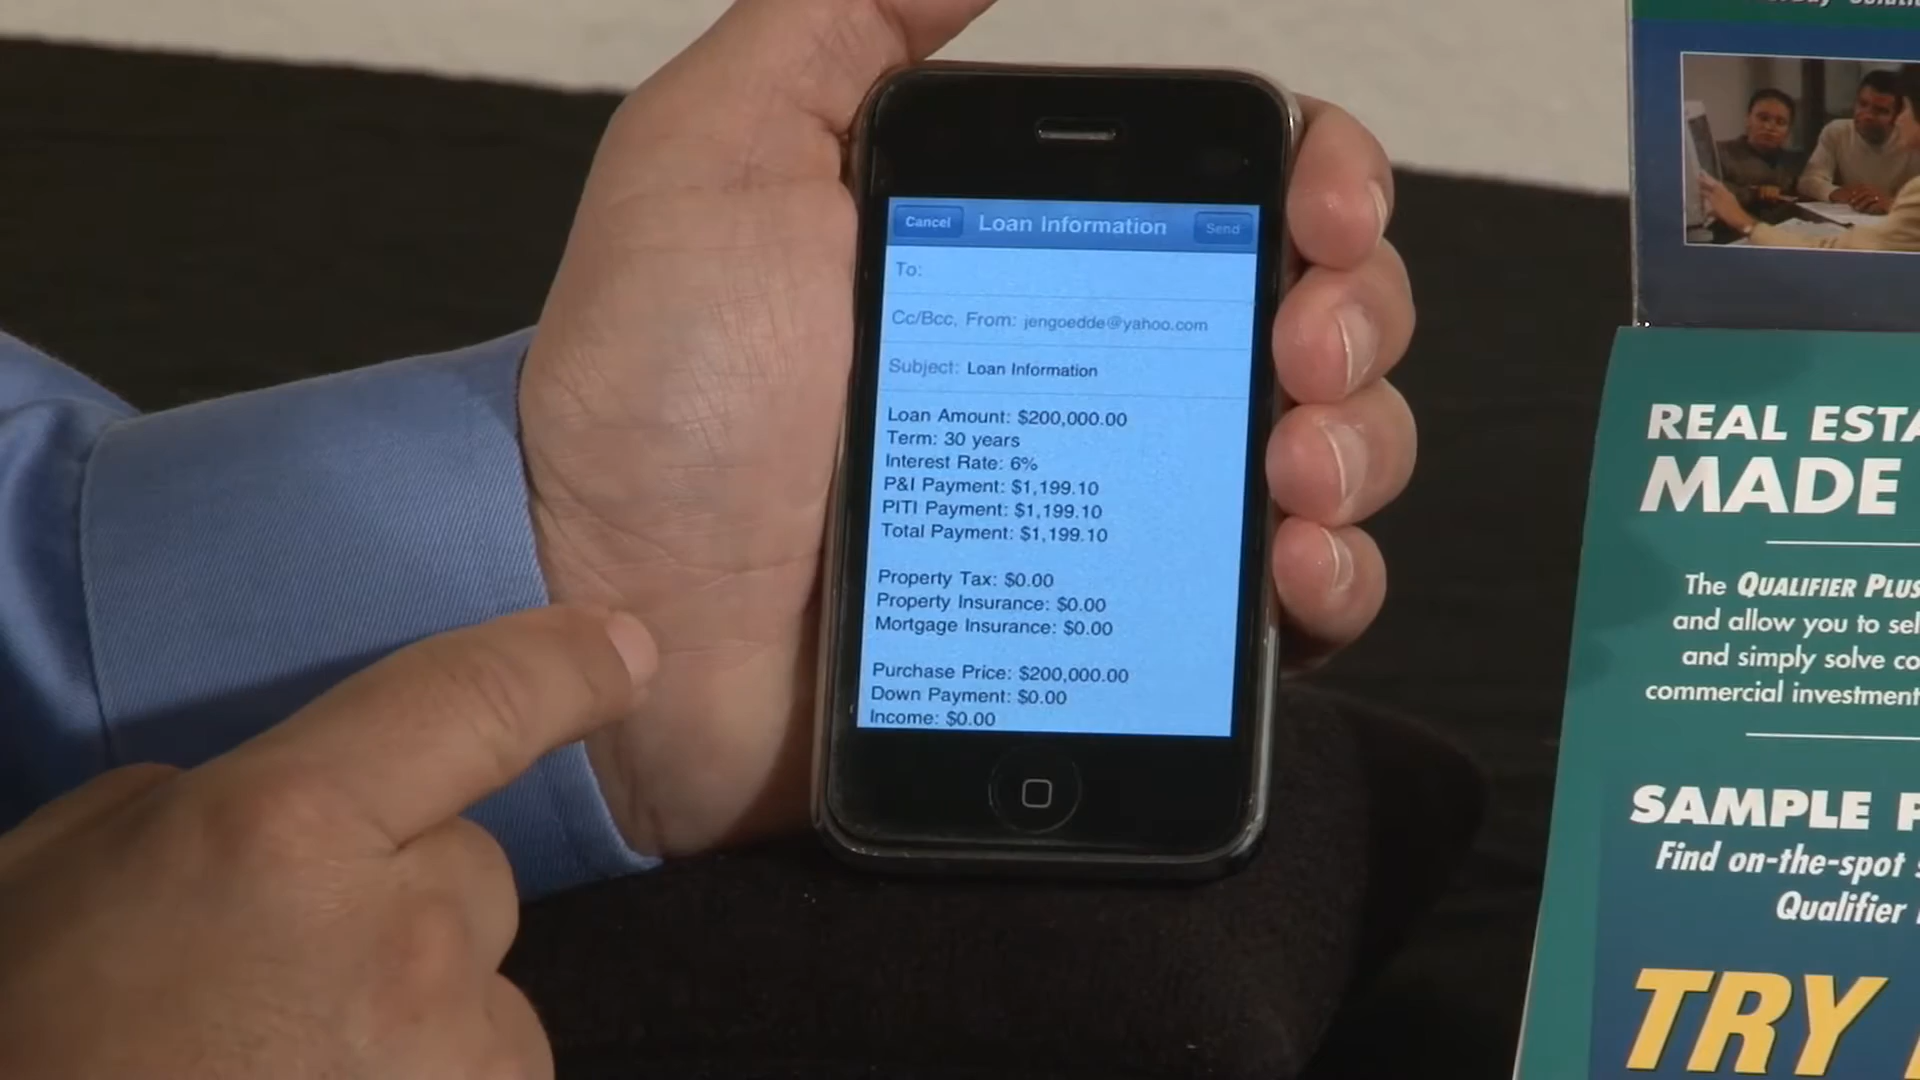 Cancel
Loan Information
Send
To:
Cc/Bcc, From: jengoedde@yahoo.com
Subject: Loan Information
Loan Amount: $200,000.00
Term: 30 years
Interest Rate: 6%
P&I Payment: $1,199.10
PITI Payment: $1,199.10
Total Payment: $1,199.10
Property Tax: $0.00
Property Insurance: $0.00
Mortgage Insurance: $0.00
Purchase Price: $200,000.00
Down Payment: $0.00
Income: $0.00
REAL ESTA
MADE
The QUALIFIER PLUS
and allow you to sel
and simply solve co
commercial investment
SAMPLE P
Find on-the-spot
Qualifier
TRY